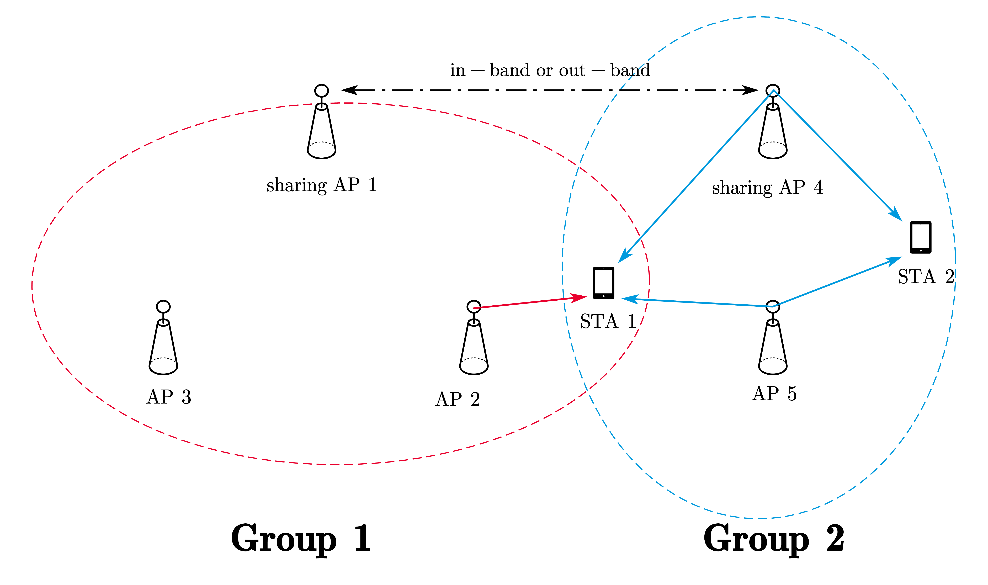 in – band or out – band
sharing AP 1
sharing AP 4
STA 2
STA 1
AP 3
AP 2
AP 5
Group 1
Group 2